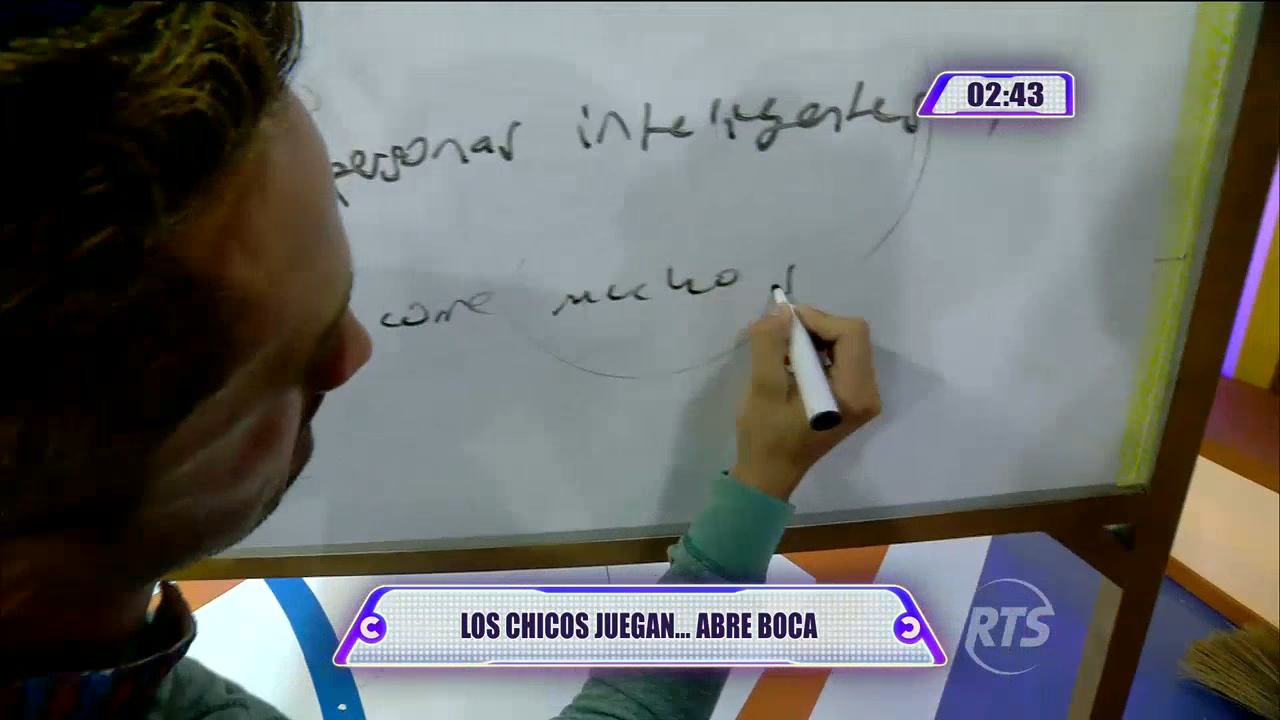 02:43
personas inteligentes
come mucho
LOS CHICOS JUEGAN... ABRE BOCA
RTS